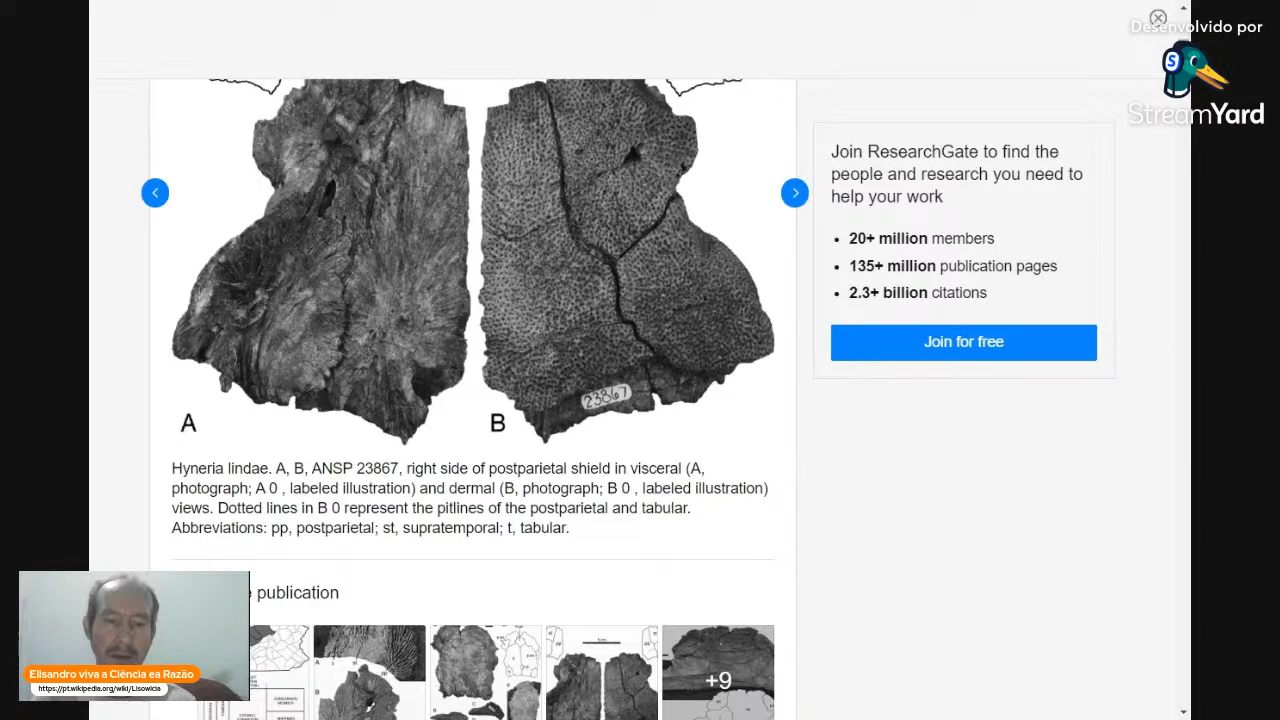 Desenvolvido por
StreamYard
Join ResearchGate to find the
people and research you need to
help your work
20+ million members
135+ million publication pages
2.3+ billion citations
Join for free
23867
A
B
Hyneria lindae. A, B, ANSP 23867, right side of postparietal shield in visceral (A,
photograph; A 0 , labeled illustration) and dermal (B, photograph; B 0 , labeled illustration)
views. Dotted lines in B 0 represent the pitlines of the postparietal and tabular.
Abbreviations: pp, postparietal; st, supratemporal; t, tabular.
publication
+9
Elisandro viva a Ciência ea Razão
https://pt.wikipedia.org/wiki/Lisowicia